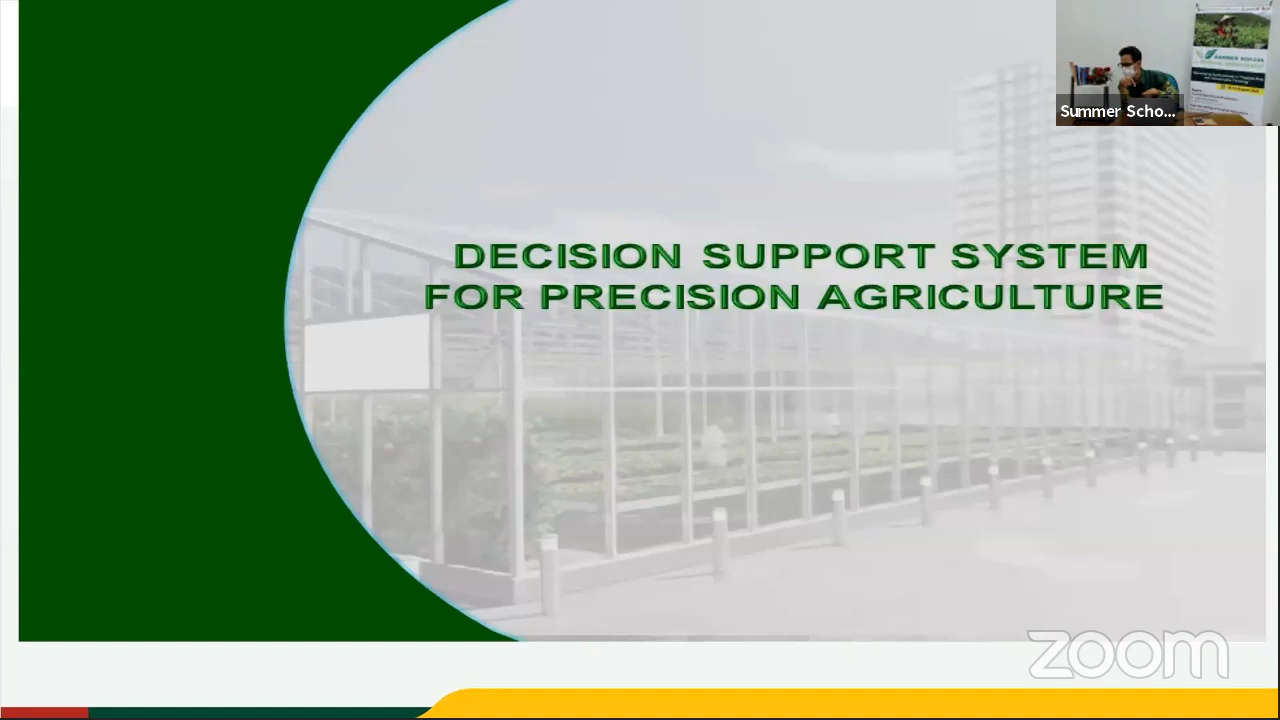 DECISION SUPPORT SYSTEM
FOR PRECISION AGRICULTURE
Summer Scho...
zoom